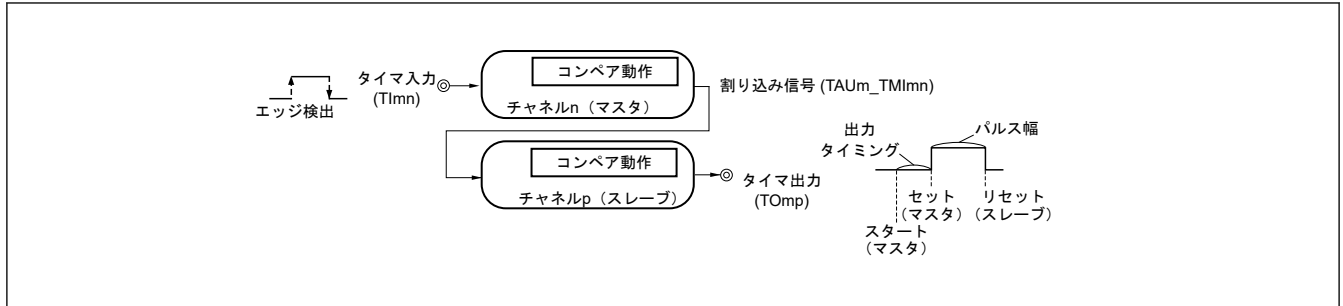 エッジ検出
タイマ入力
(TImn)
コンペア動作
チャネルn（マスタ）
割り込み信号 (TAUm_TMImn)
コンペア動作
チャネルp（スレーブ）
タイマ出力
(TOmp)
出力
タイミング
パルス幅
セット
（マスタ）
リセット
（スレーブ）
スタート
（マスタ）